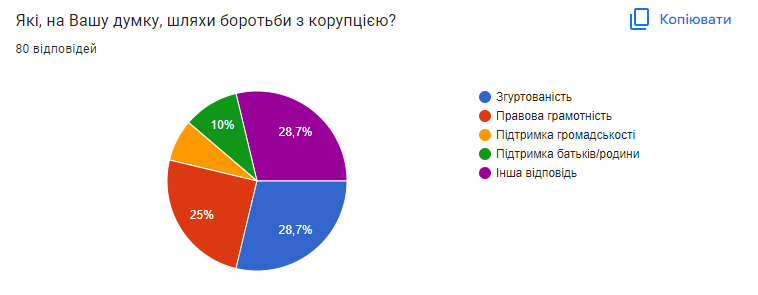 Які, на Вашу думку, шляхи боротьби з корупцією?
Копіювати
80 відповідей
Згуртованість
Правова грамотність
Підтримка громадськості
Підтримка батьків/родини
Інша відповідь
10%
28,7%
25%
28,7%